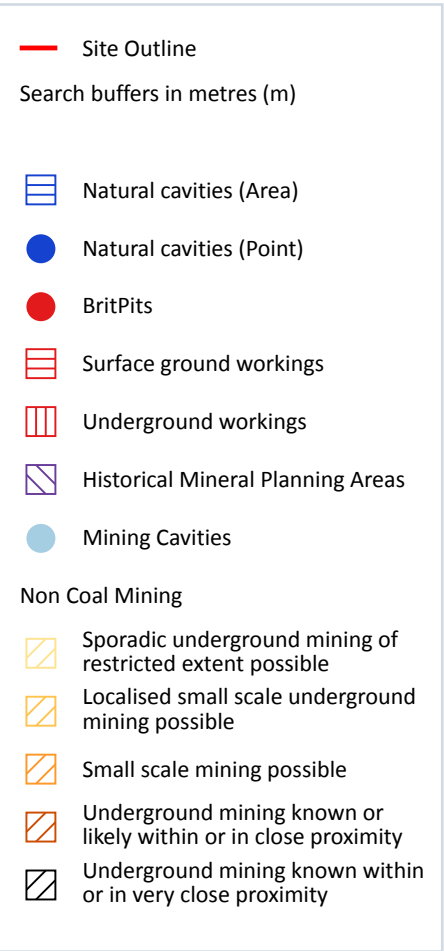 Site Outline
Search buffers in metres (m)
Natural cavities (Area)
Natural cavities (Point)
BritPits
Surface ground workings
Underground workings
Historical Mineral Planning Areas
Mining Cavities
Non Coal Mining
Sporadic underground mining of
restricted extent possible
Localised small scale underground
mining possible
Small scale mining possible
Underground mining known or
likely within or in close proximity
Underground mining known within
or in very close proximity